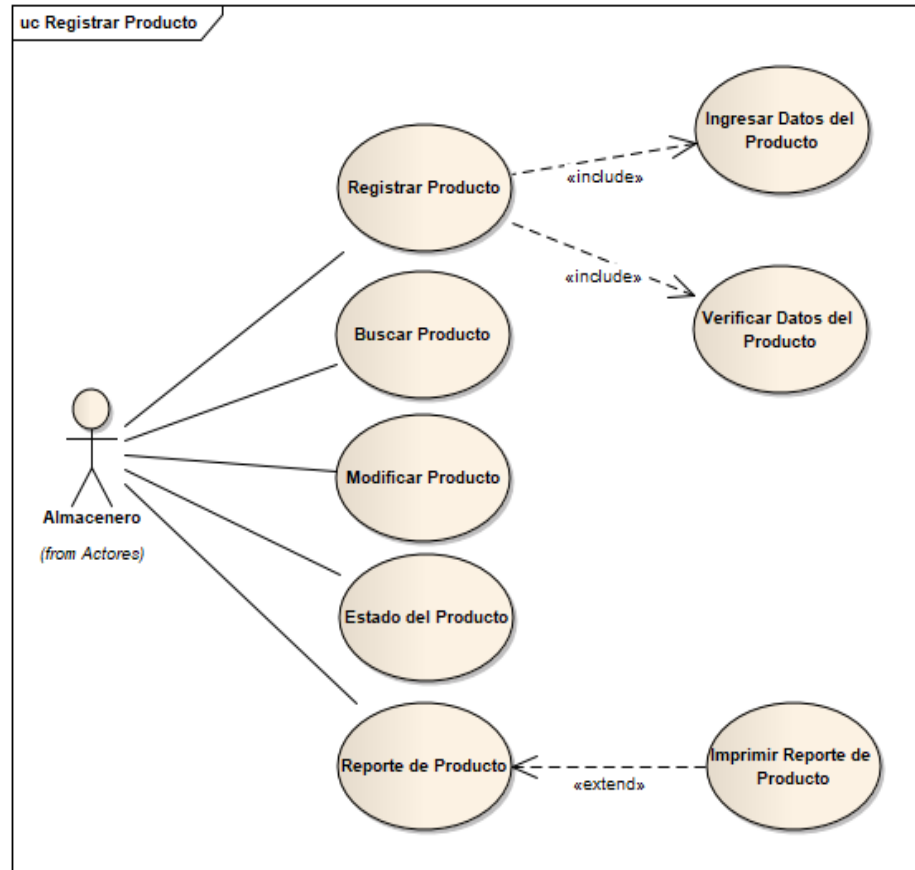 uc Registrar Producto
Ingresar Datos del
Producto
Registrar Producto
«include»
«include»
Verificar Datos del
Producto
Buscar Producto
Modificar Producto
Almacenero
(from Actores)
Estado del Producto
Reporte de Producto
«extend»
Imprimir Reporte de
Producto